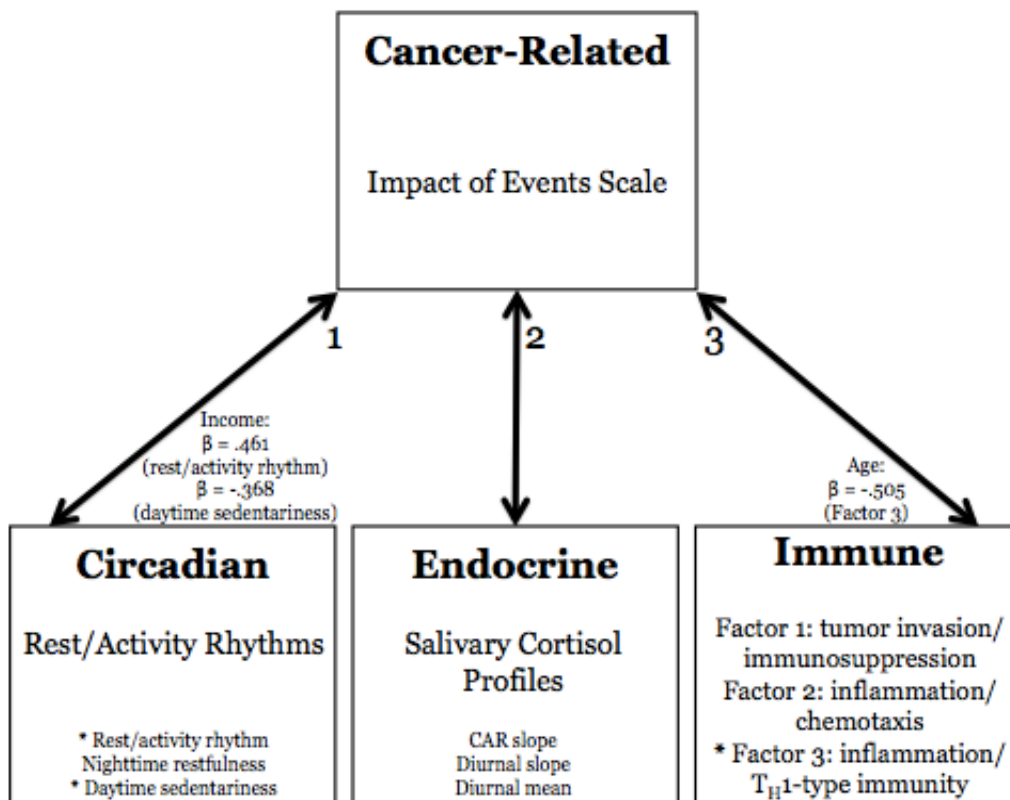 Cancer-Related
Impact of Events Scale
1
2
3
Income:
β = .461
(rest/activity rhythm)
β = -.368
(daytime sedentariness)
Age:
β = -.505
(Factor 3)
Circadian
Rest/Activity Rhythms
* Rest/activity rhythm
Nighttime restfulness
* Daytime sedentariness
Endocrine
Salivary Cortisol
Profiles
CAR slope
Diurnal slope
Diurnal mean
Immune
Factor 1: tumor invasion/
immunosuppression
Factor 2: inflammation/
chemotaxis
* Factor 3: inflammation/
T<sub>H</sub>1-type immunity